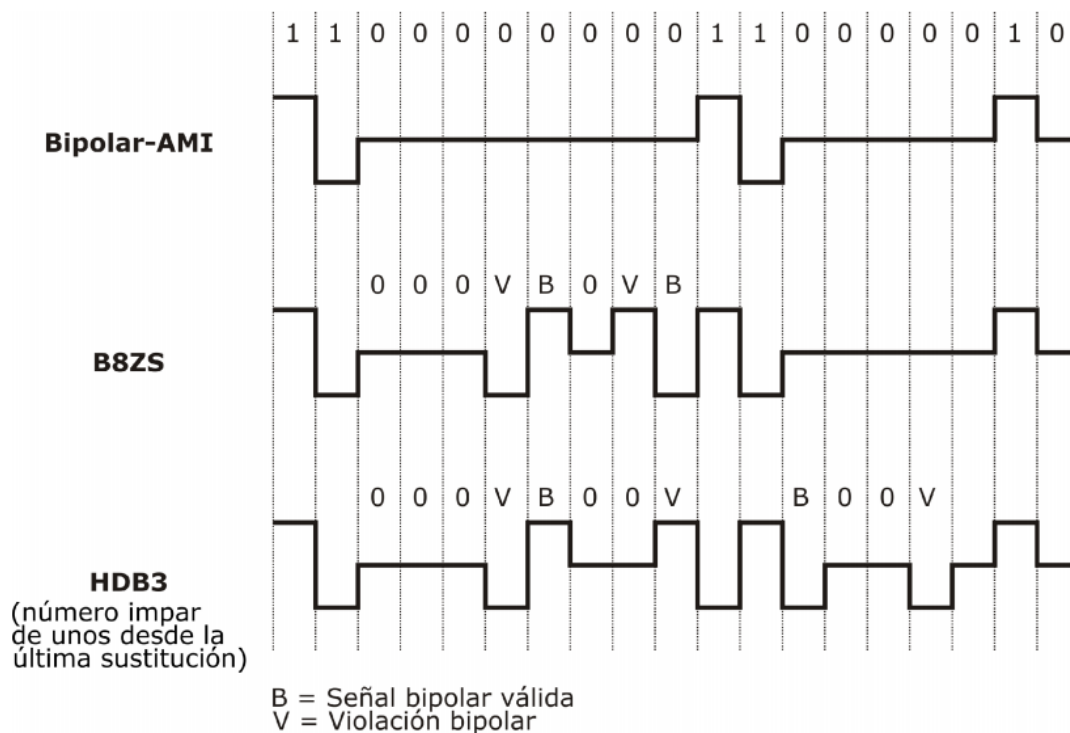 1 1 0 0 0 0 0 0 0 0 1 1 0 0 0 0 0 1 0
Bipolar-AMI
0 0 0 V B 0 V B
B8ZS
0 0 0 V B 0 0 V B 0 0 V
HDB3
(número impar
de unos desde la
última sustitución)
B = Señal bipolar válida
V = Violación bipolar